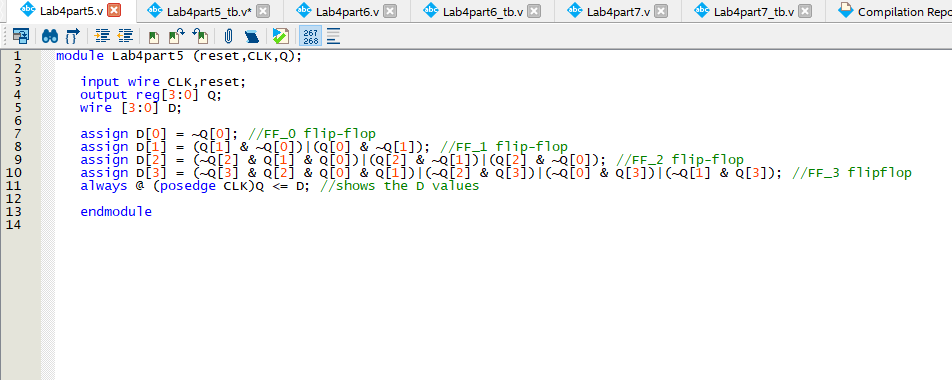 Lab4part5.v Lab4part5_tb.v* Lab4part6.v Lab4part6_tb.v Lab4part7.v Lab4part7_tb.v Compilation Repo
267
268
1 module Lab4part5 (reset,CLK,Q);
2
3 input wire CLK,reset;
4 output reg[3:0] Q;
5 wire [3:0] D;
6
7 assign D[0] = ~Q[0]; //FF_0 flip-flop
8 assign D[1] = (Q[1] & ~Q[0])|(Q[0] & ~Q[1]); //FF_1 flip-flop
9 assign D[2] = (~Q[2] & Q[1] & Q[0])|(Q[2] & ~Q[1])|(Q[2] & ~Q[0]); //FF_2 flip-flop
10 assign D[3] = (~Q[3] & Q[2] & Q[0] & Q[1])|(~Q[2] & Q[3])|(~Q[0] & Q[3])|(~Q[1] & Q[3]); //FF_3 flipflop
11 always @ (posedge CLK)Q <= D; //shows the D values
12
13 endmodule
14